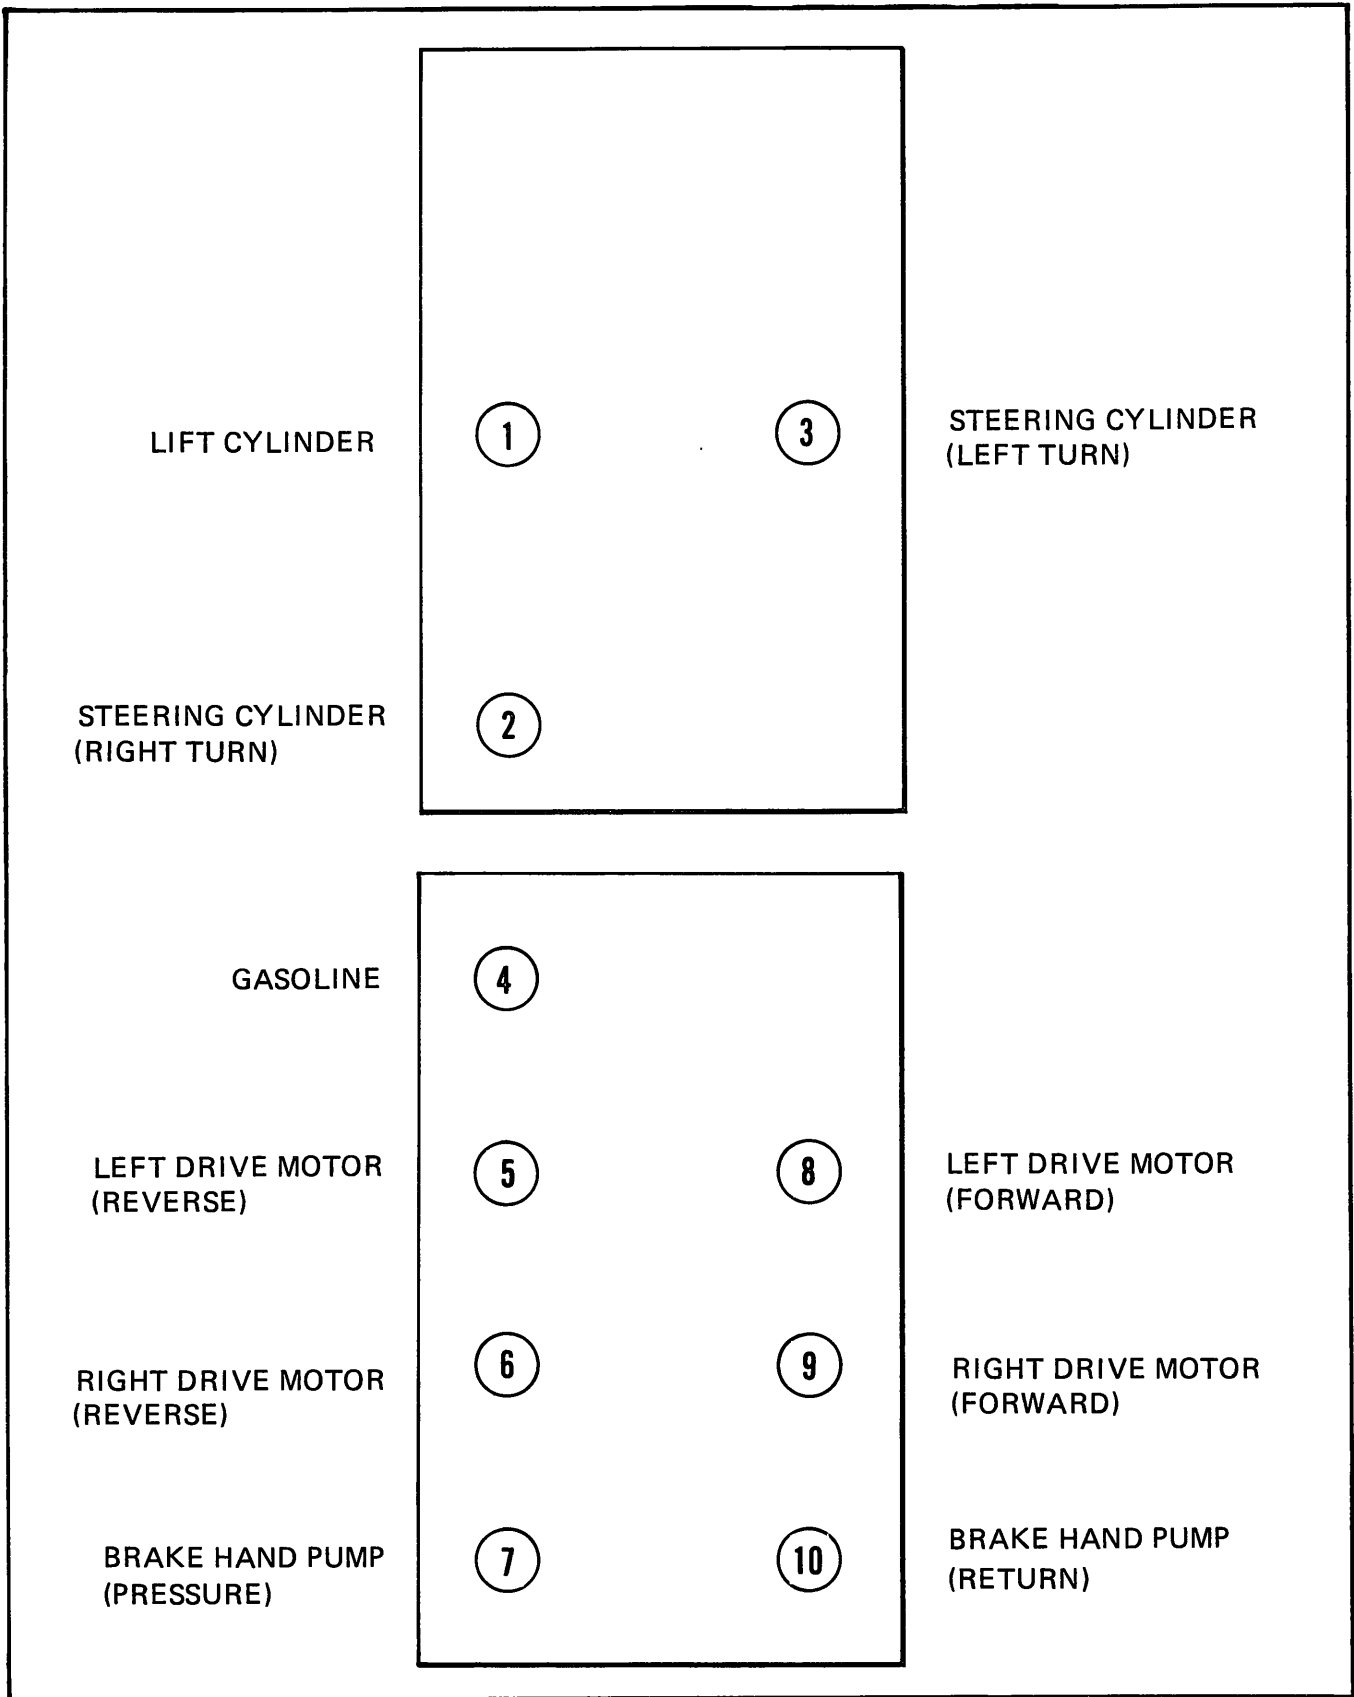 LIFT CYLINDER
1
3
STEERING CYLINDER
(LEFT TURN)
STEERING CYLINDER
(RIGHT TURN)
2
GASOLINE
4
LEFT DRIVE MOTOR
(REVERSE)
5
8
LEFT DRIVE MOTOR
(FORWARD)
RIGHT DRIVE MOTOR
(REVERSE)
6
9
RIGHT DRIVE MOTOR
(FORWARD)
BRAKE HAND PUMP
(PRESSURE)
7
10
BRAKE HAND PUMP
(RETURN)